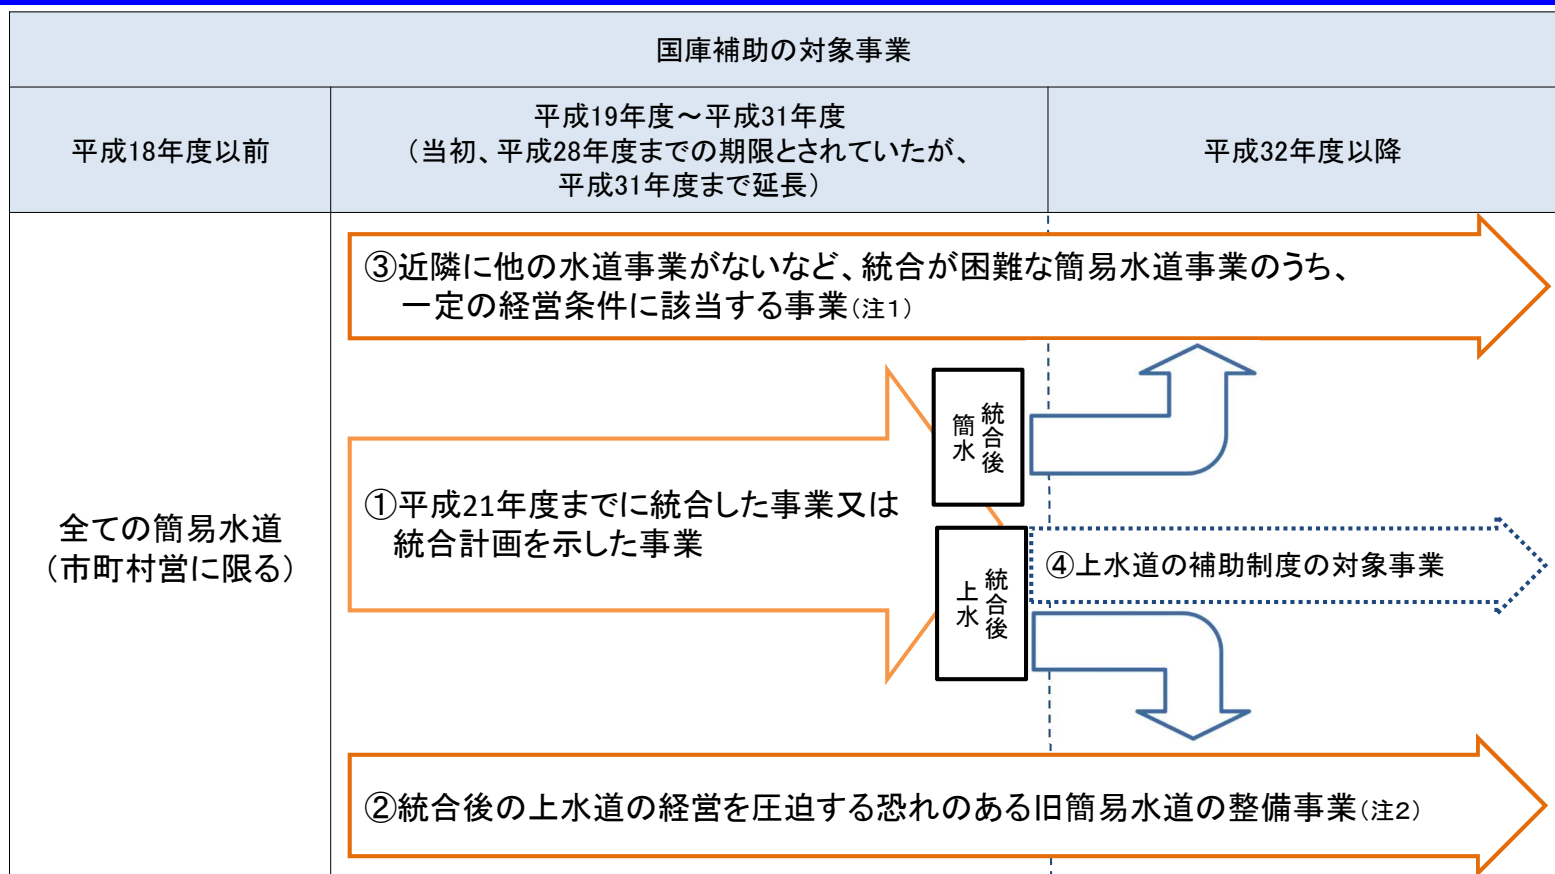 国庫補助の対象事業
平成18年度以前
平成19年度～平成31年度
（当初、平成28年度までの期限とされていたが、
平成31年度まで延長）
平成32年度以降
全ての簡易水道
（市町村営に限る）
③近隣に他の水道事業がないなど、統合が困難な簡易水道事業のうち、
一定の経営条件に該当する事業（注1）
①平成21年度までに統合した事業又は
統合計画を示した事業
統合後
簡水
統合後
上水
④上水道の補助制度の対象事業
②統合後の上水道の経営を圧迫する恐れのある旧簡易水道の整備事業（注2）